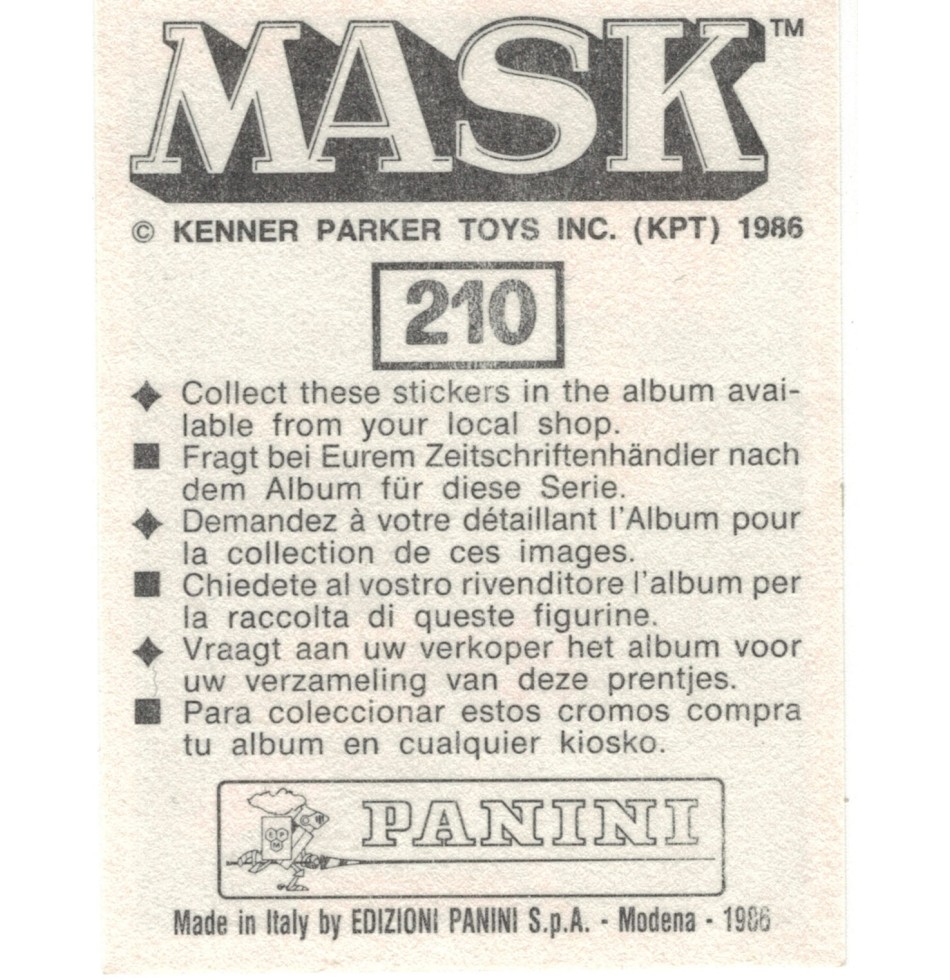 MASK™
© KENNER PARKER TOYS INC. (KPT) 1986
210
Collect these stickers in the album avai-
lable from your local shop.
Fragt bei Eurem Zeitschriftenhändler nach
dem Album für diese Serie.
Demandez à votre détaillant l'Album pour
la collection de ces images.
Chiedete al vostro rivenditore l'album per
la raccolta di queste figurine.
Vraagt aan uw verkoper het album voor
uw verzameling van deze prentjes.
Para coleccionar estos cromos compra
tu album en cualquier kiosko.
PANINI
Made in Italy by EDIZIONI PANINI S.p.A. - Modena - 1986